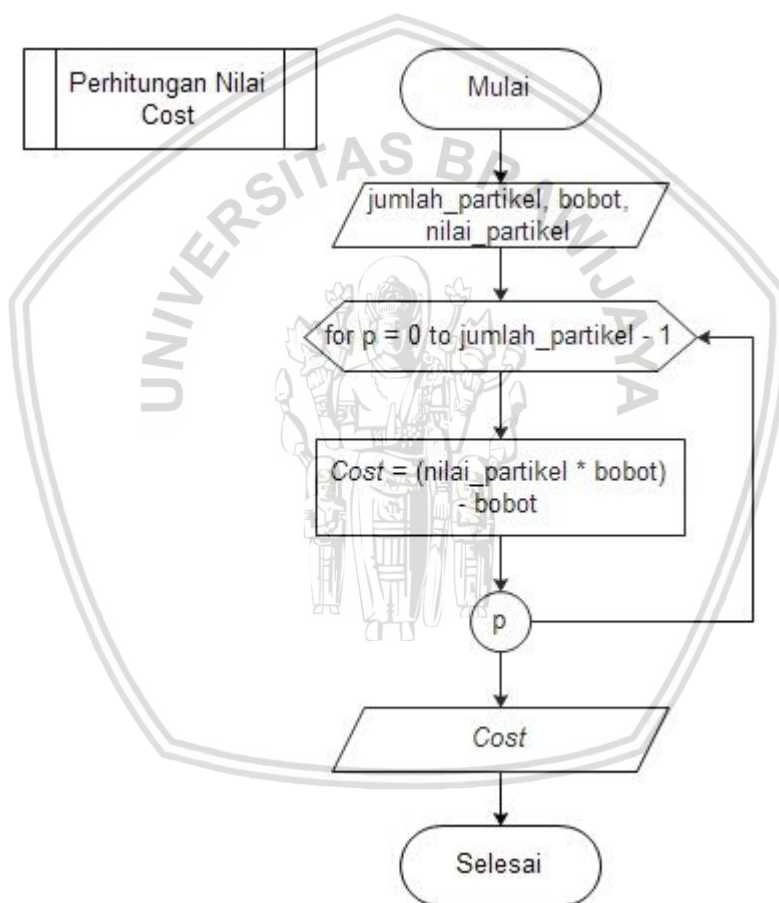 Perhitungan Nilai
Cost
Mulai
UNIVERSITAS BRAWIJAYA
jumlah_partikel, bobot,
nilai_partikel
for p = 0 to jumlah_partikel - 1
Cost = (nilai_partikel * bobot)
- bobot
p
Cost
Selesai